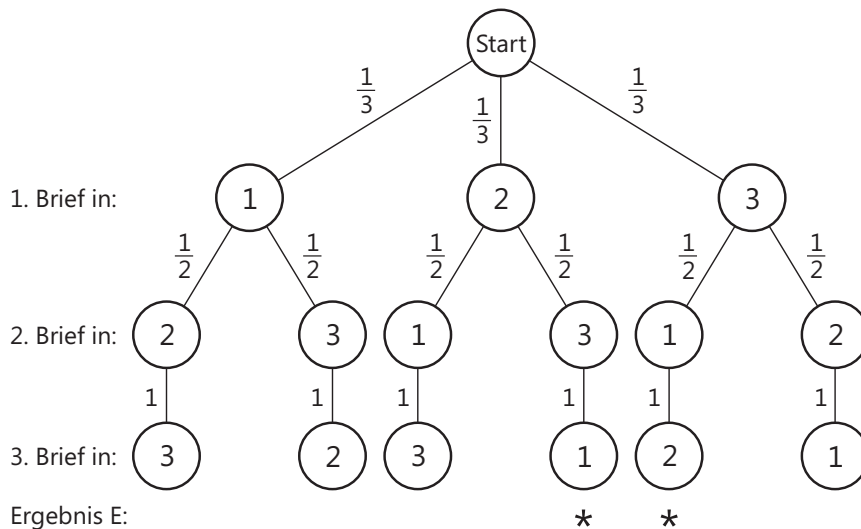 Start
1/3 1/3 1/3
1. Brief in: 1 2 3
1/2 1/2 1/2 1/2 1/2 1/2
2. Brief in: 2 3 1 3 1 2
1 1 1 1 1 1
3. Brief in: 3 2 3 1 2 1
Ergebnis E: * *